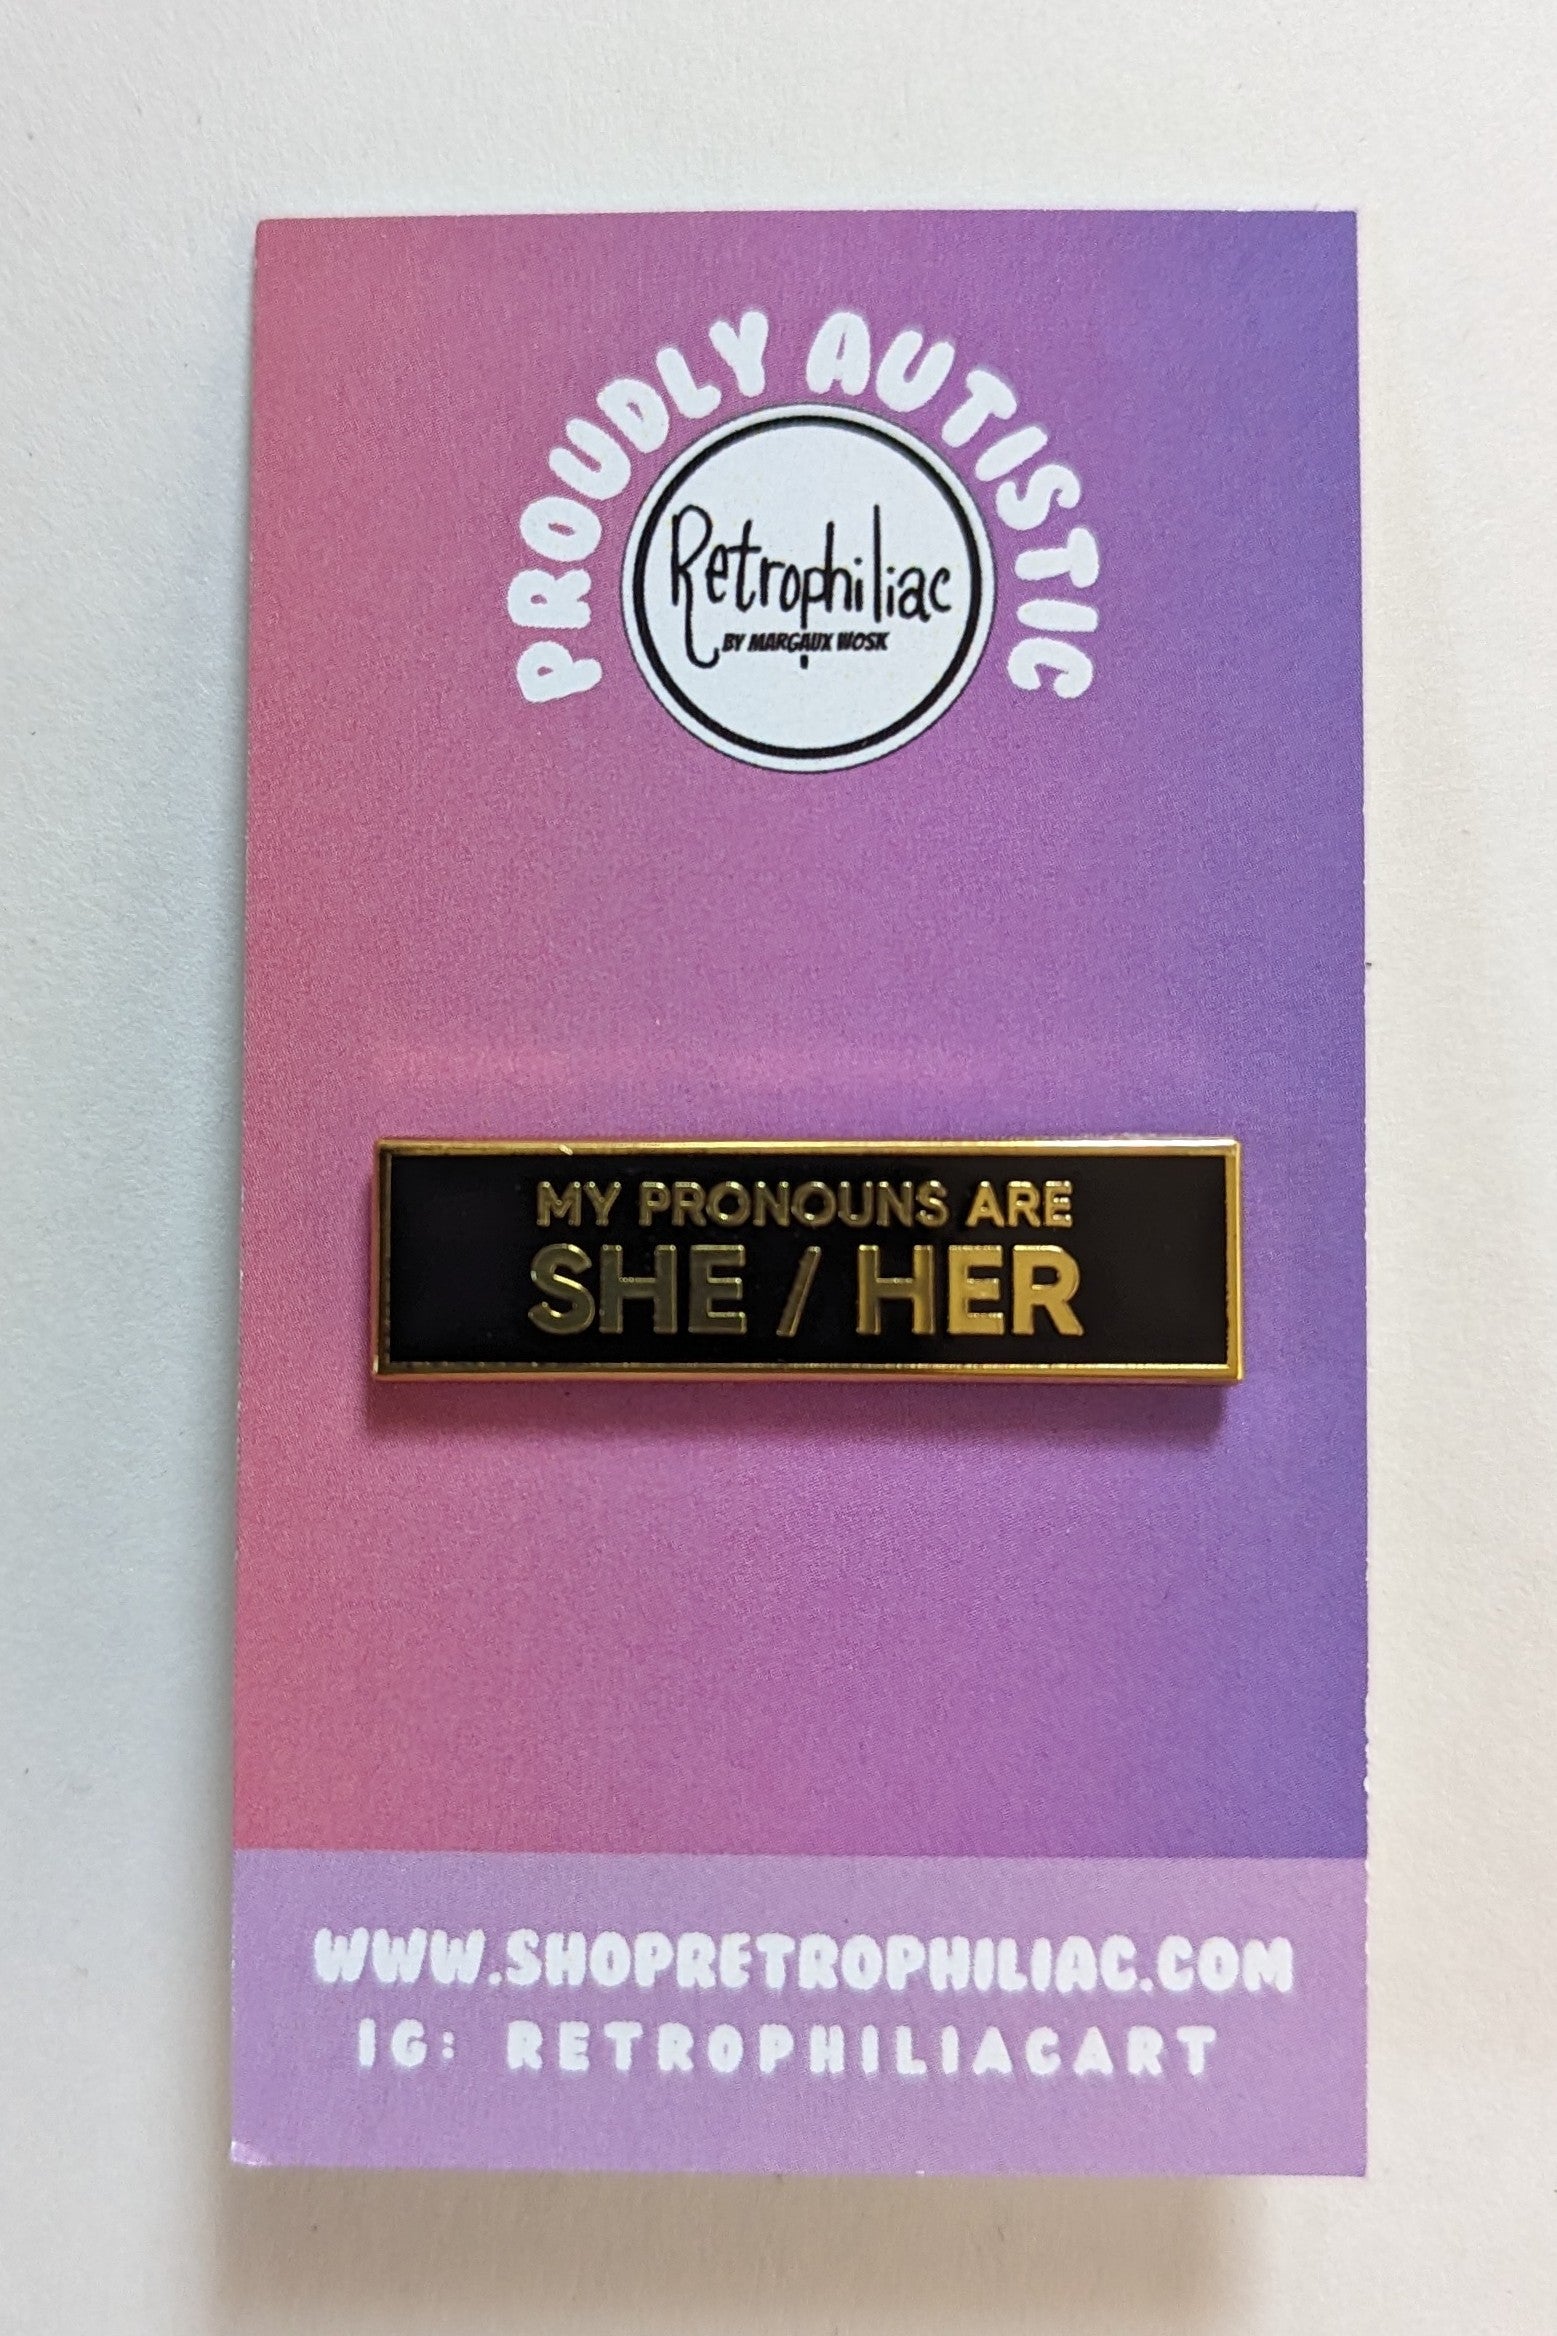 PROUDLY AUTISTIC
Retrophiliac
BY MARGAUX WOSK
MY PRONOUNS ARE
SHE / HER
WWW.SHOPRETROPHILIAC.COM
IG: RETROPHILIACART